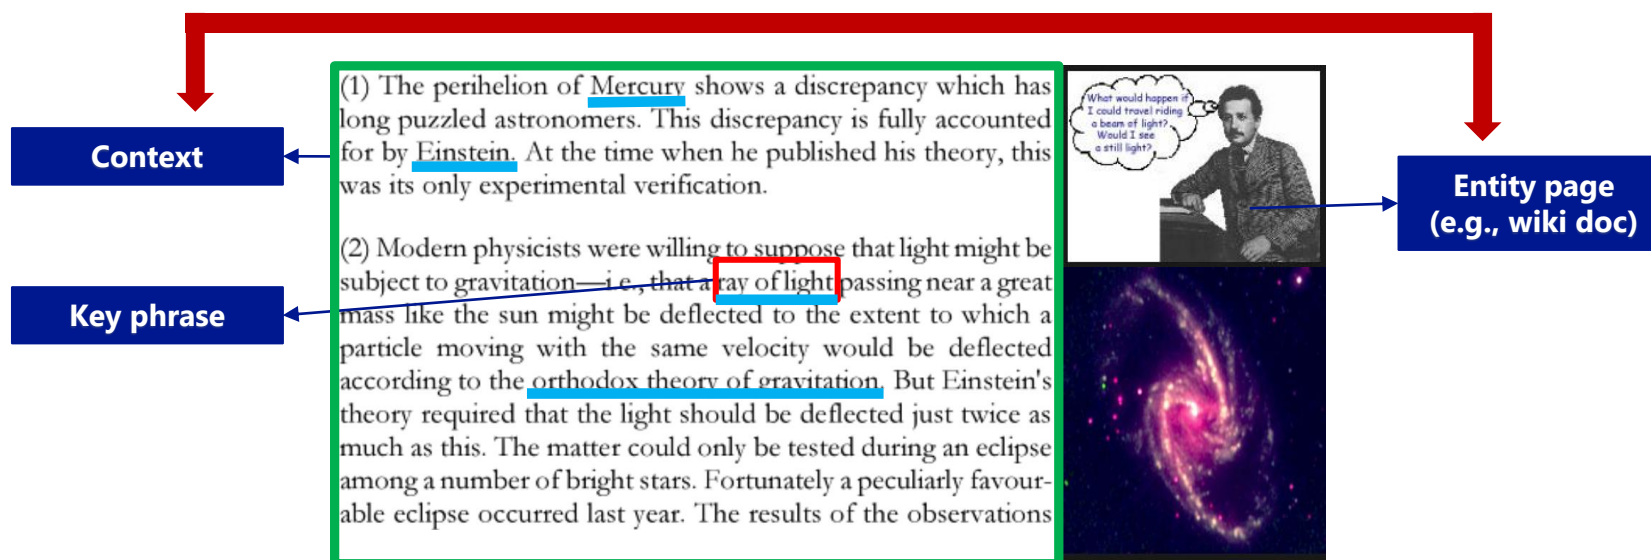 Context
Key phrase
(1) The perihelion of Mercury shows a discrepancy which has
long puzzled astronomers. This discrepancy is fully accounted
for by Einstein. At the time when he published his theory, this
was its only experimental verification.
(2) Modern physicists were willing to suppose that light might be
subject to gravitation—i.e., that a ray of light passing near a great
mass like the sun might be deflected to the extent to which a
particle moving with the same velocity would be deflected
according to the orthodox theory of gravitation. But Einstein's
theory required that the light should be deflected just twice as
much as this. The matter could only be tested during an eclipse
among a number of bright stars. Fortunately a peculiarly favour-
able eclipse occurred last year. The results of the observations
What would happen if
I could travel riding
a beam of light?
Would I see
a still light?
Entity page
(e.g., wiki doc)